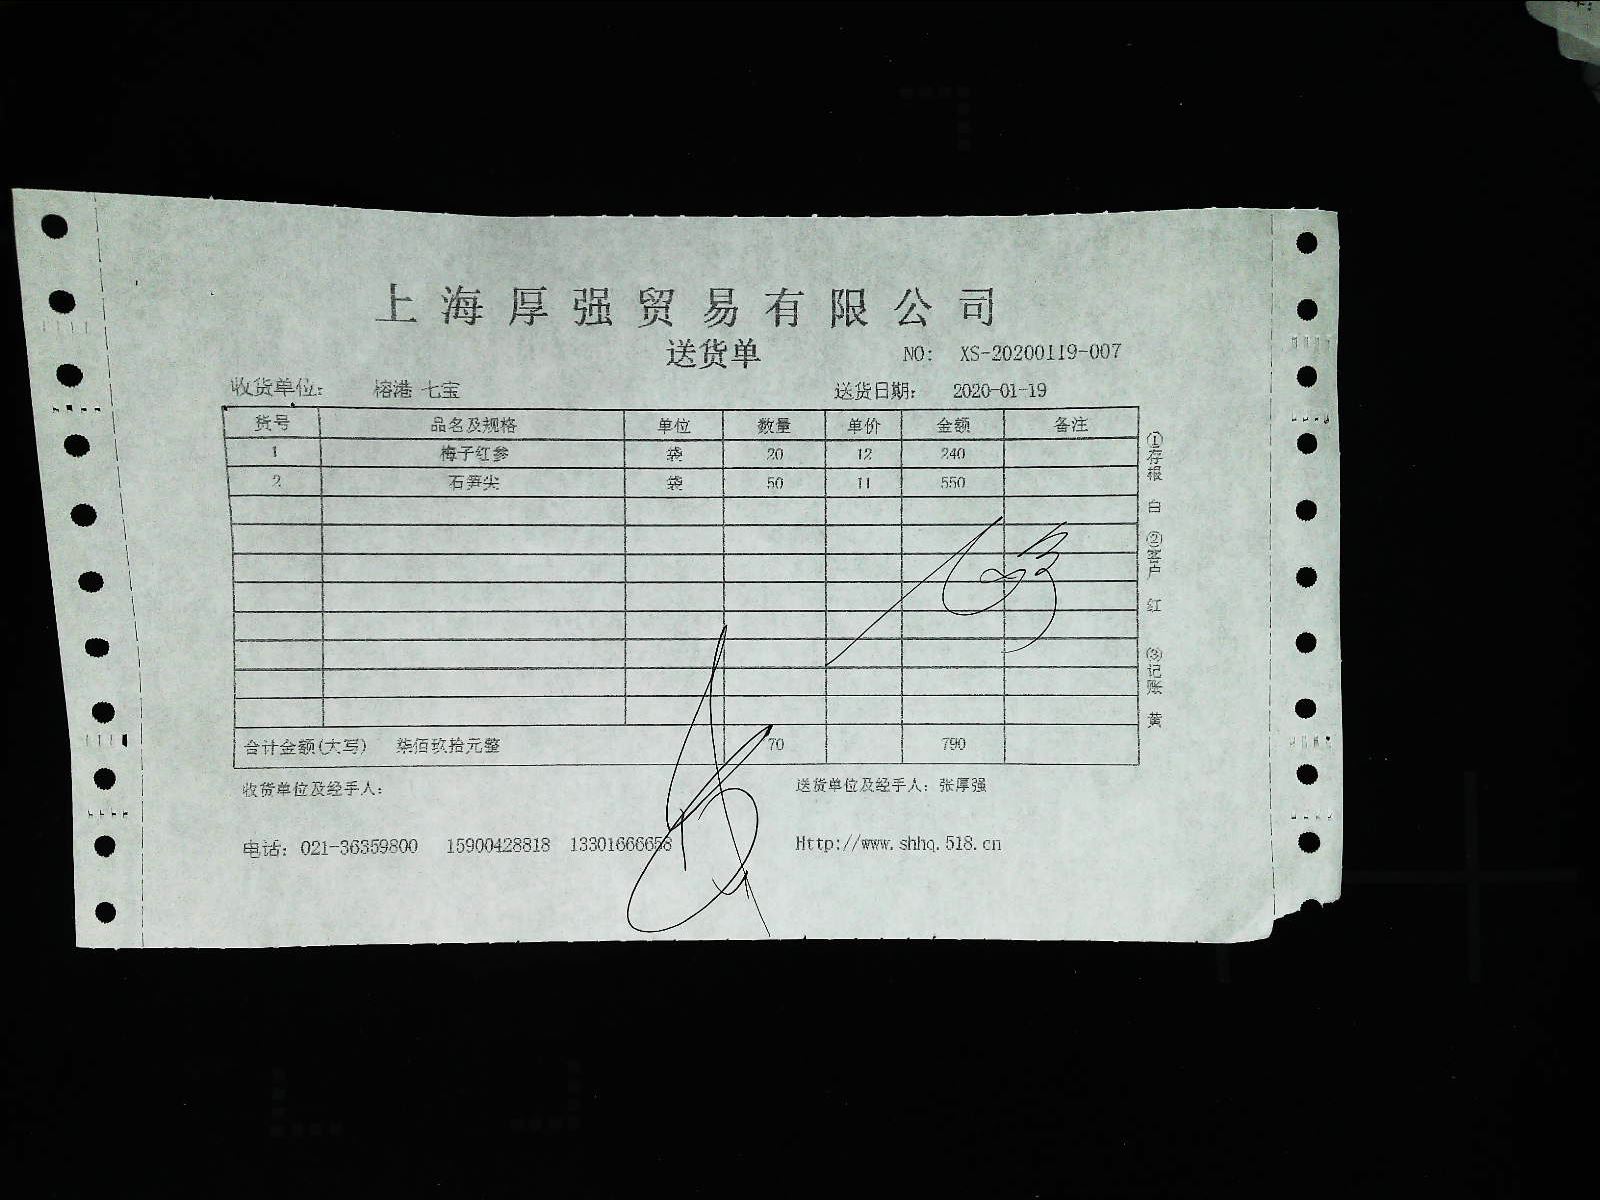 上海厚强贸易有限公司
送货单 NO: XS-20200119-007
收货单位: 榕港 七宝 送货日期: 2020-01-19
货号 品名及规格 单位 数量 单价 金额 备注
1 梅子红参 袋 20 12 240
2 石笋尖 袋 50 11 550
合计金额(大写) 柒佰玖拾元整 70 790
收货单位及经手人: 送货单位及经手人: 张厚强
电话: 021-36359800 15900428818 13301666658 Http://www.shhq.518.cn
①存根 白 ②客户 红 ③记账 黄